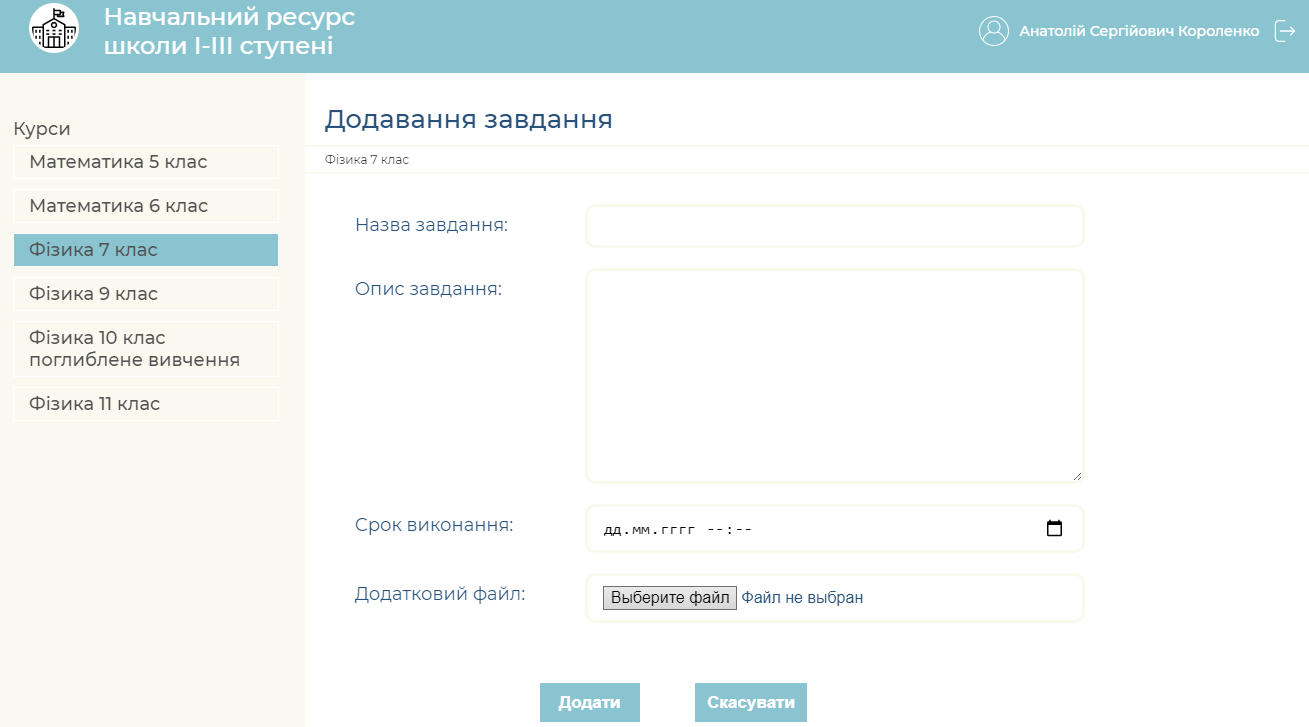 Навчальний ресурс
школи І-ІІІ ступені
Анатолій Сергійович Короленко
Курси
Математика 5 клас
Математика 6 клас
Фізика 7 клас
Фізика 9 клас
Фізика 10 клас
поглиблене вивчення
Фізика 11 клас
Додавання завдання
Фізика 7 клас
Назва завдання:
Опис завдання:
Срок виконання:
дд.мм.гггг --:--
Додатковий файл:
Выберите файл Файл не выбран
Додати
Скасувати